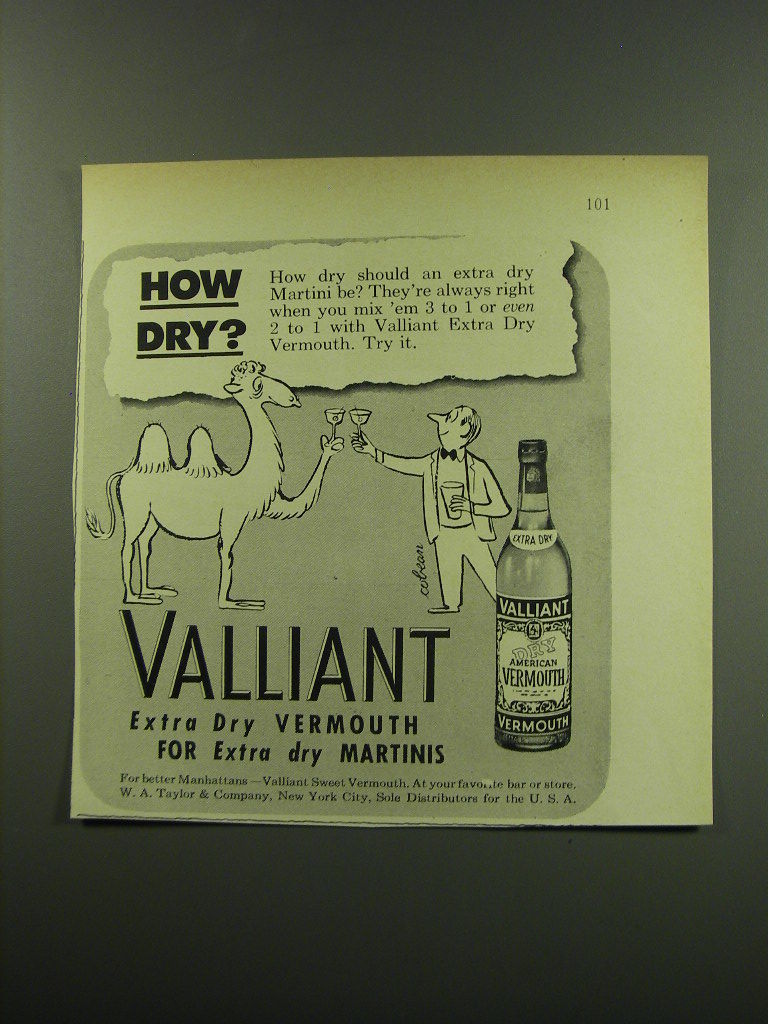 101
HOW
DRY?
How dry should an extra dry
Martini be? They're always right
when you mix 'em 3 to 1 or even
2 to 1 with Valliant Extra Dry
Vermouth. Try it.
cobean
EXTRA DRY
VALLIANT
DRY
AMERICAN
VERMOUTH
VERMOUTH
VALLIANT
Extra Dry VERMOUTH
FOR Extra dry MARTINIS
For better Manhattans—Valliant Sweet Vermouth. At your favorite bar or store.
W. A. Taylor & Company, New York City, Sole Distributors for the U. S. A.